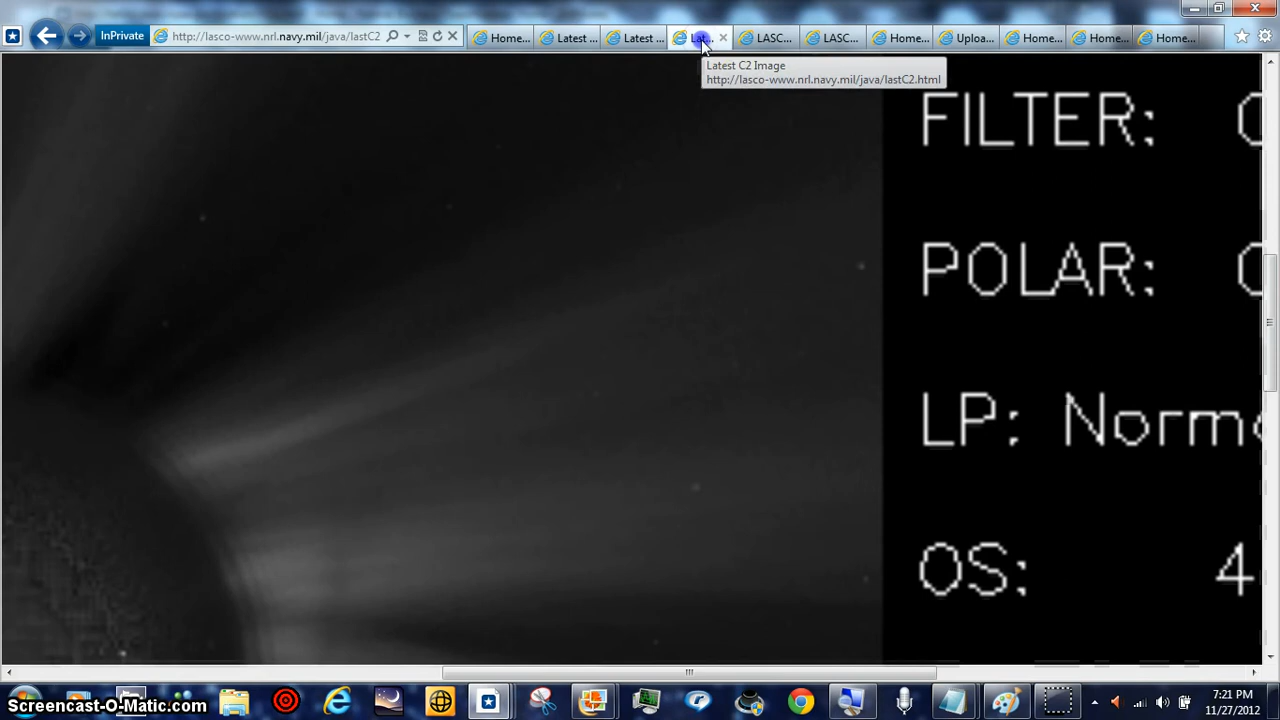 InPrivate
http://lasco-www.nrl.navy.mil/java/lastC2
Home...
Latest ...
Latest ...
Lat...
LASC...
LASC...
Home...
Uploa...
Home...
Home...
Home...
Latest C2 Image
http://lasco-www.nrl.navy.mil/java/lastC2.html
FILTER:
POLAR:
LP: Norm
OS: 4
Screencast-O-Matic.com
7:21 PM
11/27/2012